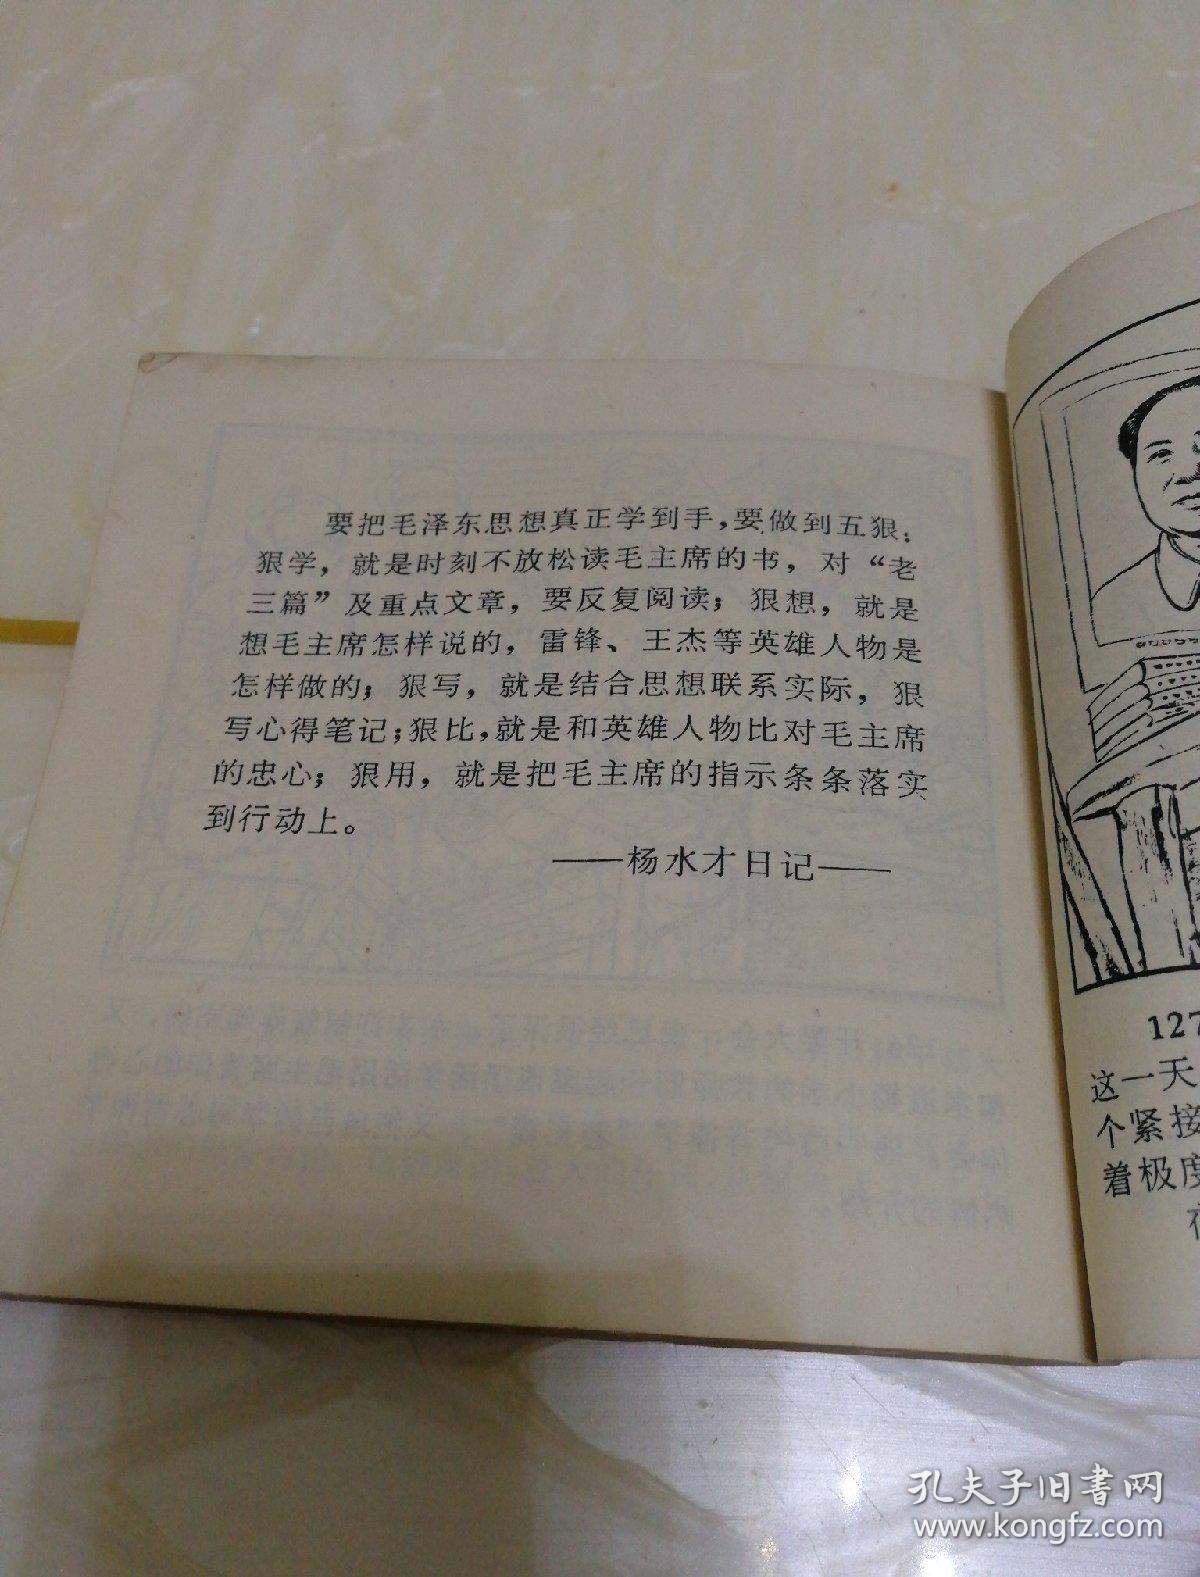 要把毛泽东思想真正学到手，要做到五狠：
狠学，就是时刻不放松读毛主席的书，对“老
三篇”及重点文章，要反复阅读；狠想，就是
想毛主席怎样说的，雷锋、王杰等英雄人物是
怎样做的；狠写，就是结合思想联系实际，狠
写心得笔记；狠比，就是和英雄人物比对毛主席
的忠心；狠用，就是把毛主席的指示条条落实
到行动上。
——杨水才日记——
127
这一天
个紧接
着极度
孔夫子旧书网
www.kongfz.com